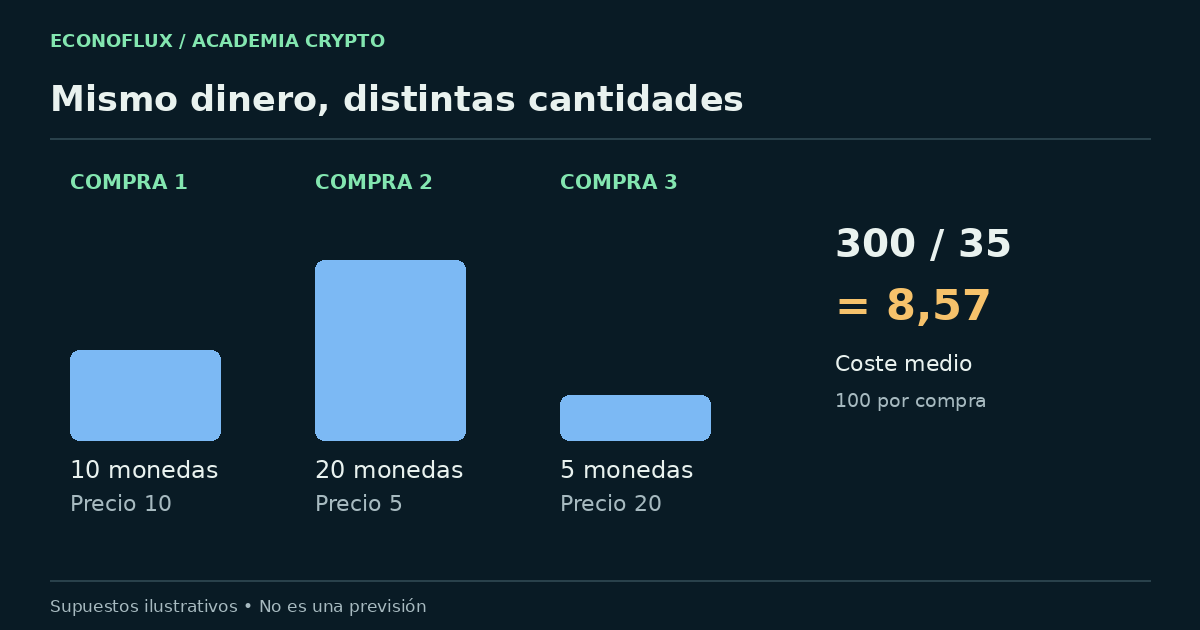 ECONOFLUX / ACADEMIA CRYPTO
Mismo dinero, distintas cantidades
COMPRA 1
10 monedas
Precio 10
COMPRA 2
20 monedas
Precio 5
COMPRA 3
5 monedas
Precio 20
300 / 35
= 8,57
Coste medio
100 por compra
Supuestos ilustrativos • No es una previsión